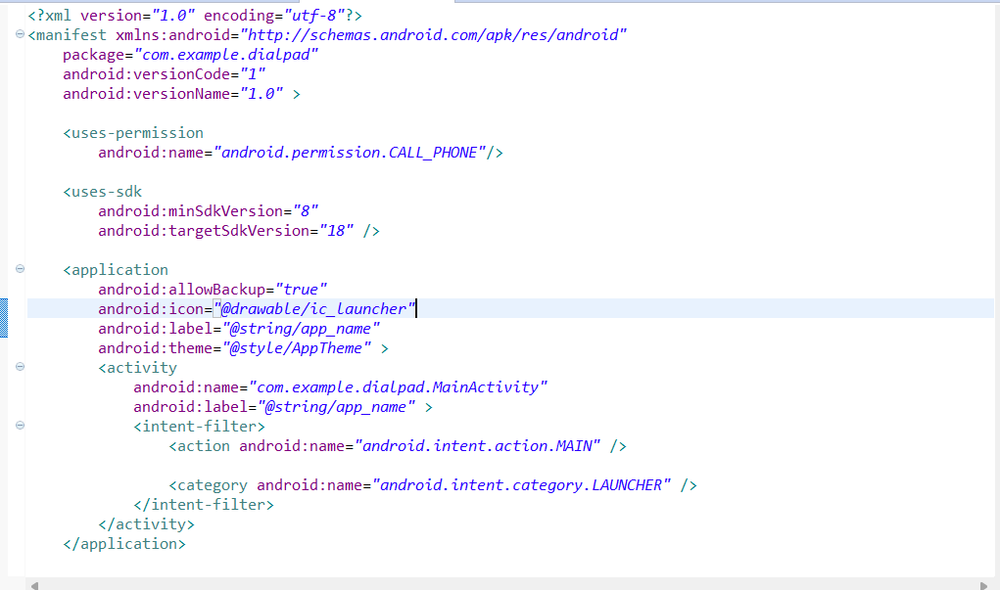 <?xml version="1.0" encoding="utf-8"?>
<manifest xmlns:android="http://schemas.android.com/apk/res/android"
    package="com.example.dialpad"
    android:versionCode="1"
    android:versionName="1.0" >

    <uses-permission
        android:name="android.permission.CALL_PHONE"/>

    <uses-sdk
        android:minSdkVersion="8"
        android:targetSdkVersion="18" />

    <application
        android:allowBackup="true"
        android:icon="@drawable/ic_launcher"
        android:label="@string/app_name"
        android:theme="@style/AppTheme" >
        <activity
            android:name="com.example.dialpad.MainActivity"
            android:label="@string/app_name" >
            <intent-filter>
                <action android:name="android.intent.action.MAIN" />

                <category android:name="android.intent.category.LAUNCHER" />
            </intent-filter>
        </activity>
    </application>